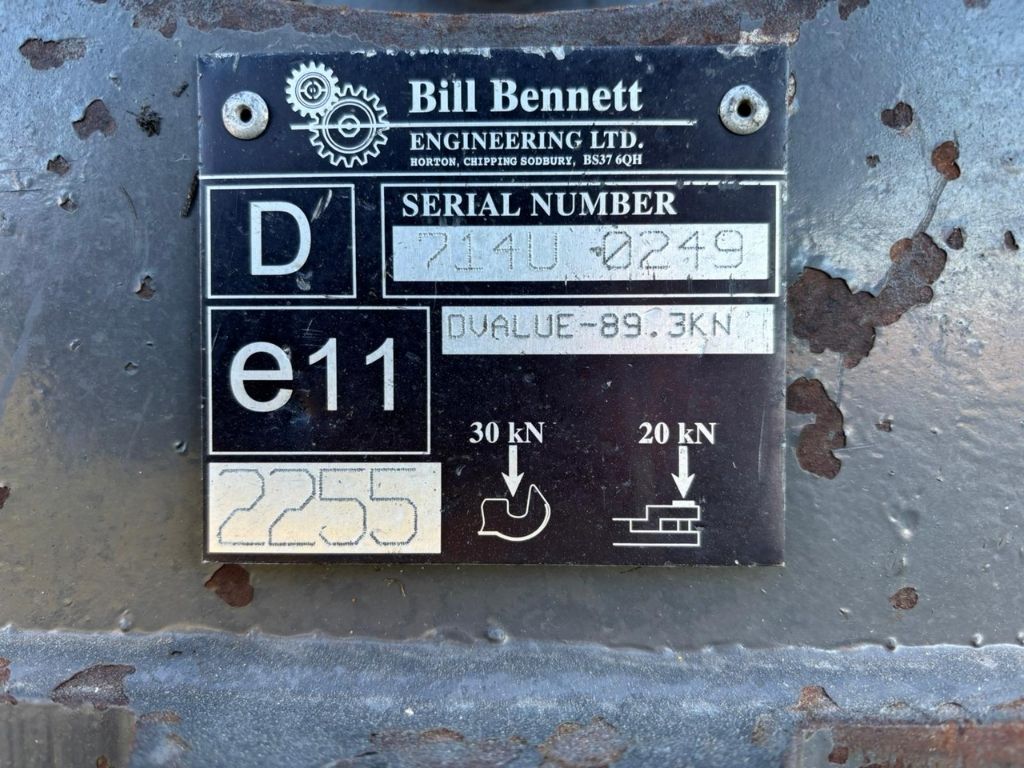 Bill Bennett
ENGINEERING LTD.
HORTON, CHIPPING SODBURY, BS37 6QH
D
SERIAL NUMBER
714U 0249
e11
DVALUE-89.3KN
2255
30 kN
20 kN